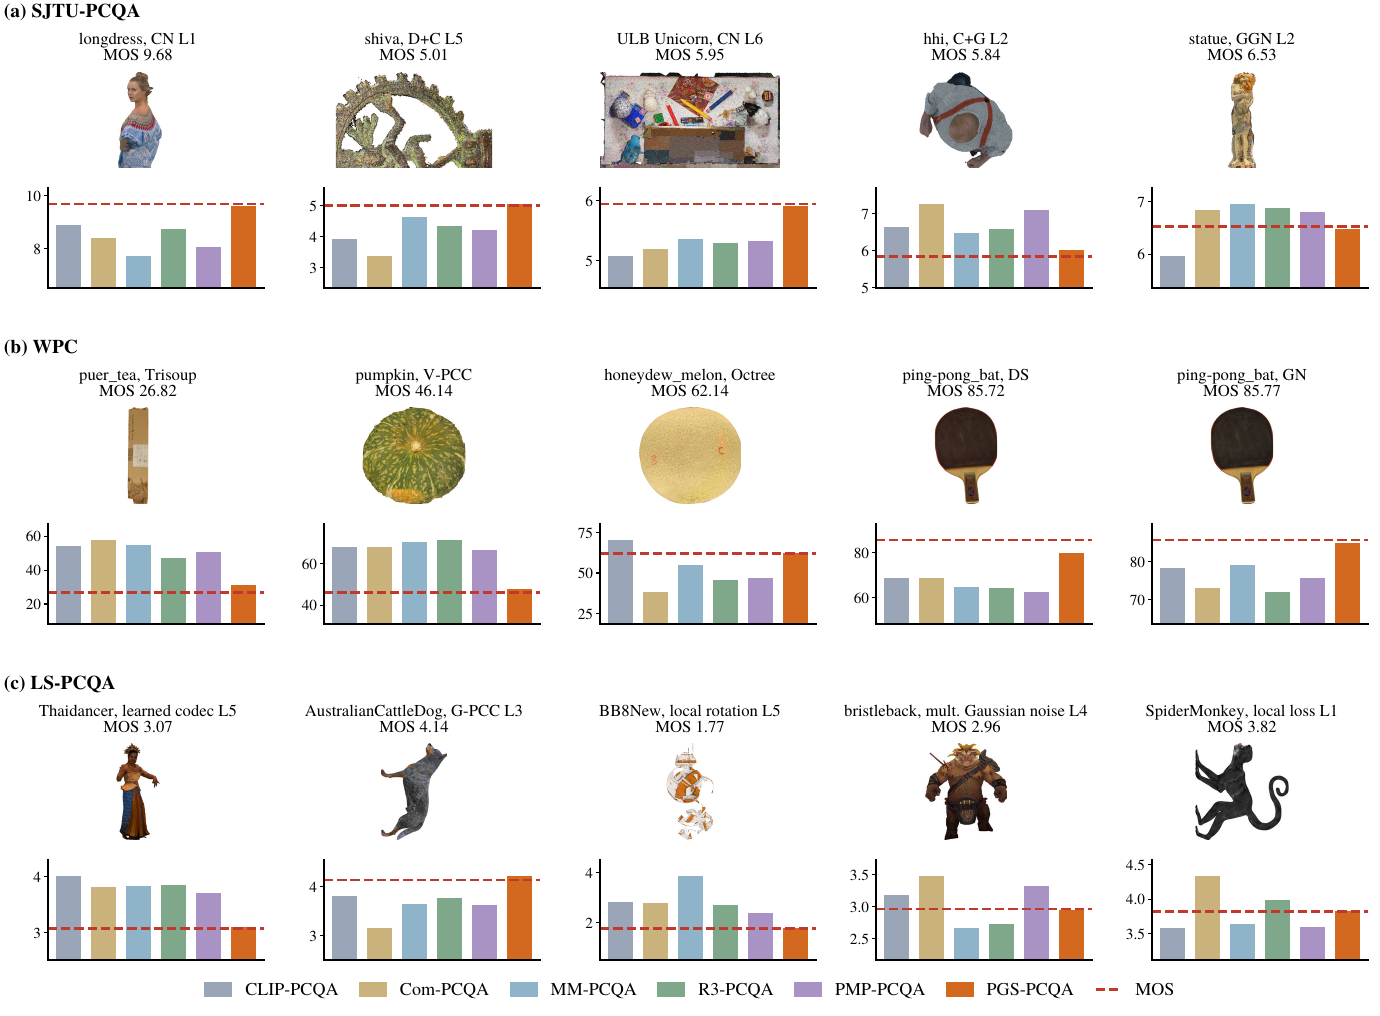 (a) SJTU-PCQA
longdress, CN L1
MOS 9.68
shiva, D+C L5
MOS 5.01
ULB Unicorn, CN L6
MOS 5.95
hhi, C+G L2
MOS 5.84
statue, GGN L2
MOS 6.53
10
8
5
4
3
6
5
7
6
5
7
6
(b) WPC
puer_tea, Trisoup
MOS 26.82
pumpkin, V-PCC
MOS 46.14
honeydew_melon, Octree
MOS 62.14
ping-pong_bat, DS
MOS 85.72
ping-pong_bat, GN
MOS 85.77
60
40
20
60
40
75
50
25
80
60
80
70
(c) LS-PCQA
Thaidancer, learned codec L5
MOS 3.07
AustralianCattleDog, G-PCC L3
MOS 4.14
BB8New, local rotation L5
MOS 1.77
bristleback, mult. Gaussian noise L4
MOS 2.96
SpiderMonkey, local loss L1
MOS 3.82
4
3
4
3
4
2
3.5
3.0
2.5
4.5
4.0
3.5
CLIP-PCQA Com-PCQA MM-PCQA R3-PCQA PMP-PCQA PGS-PCQA MOS